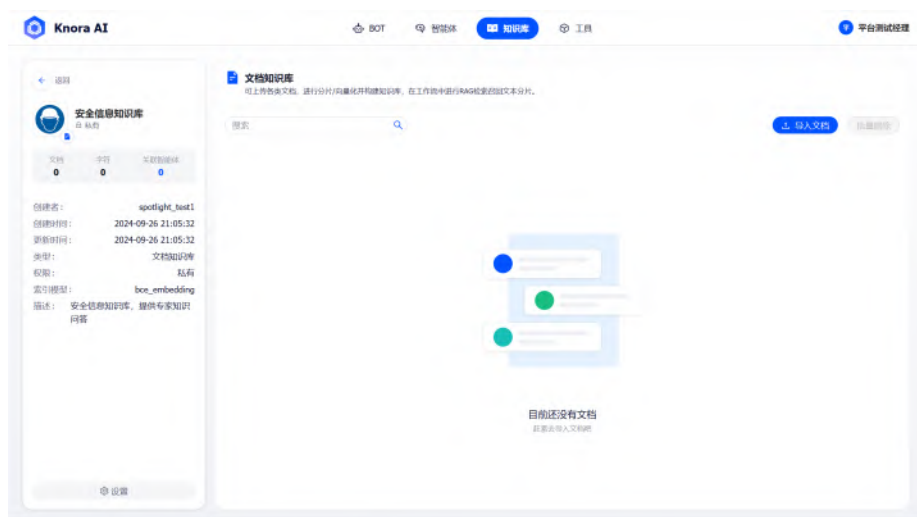 Knora AI
BOT
智能体
知识库
工具
平台测试经理
返回
安全信息知识库
私有
文档 字符 关联智能体
0 0 0
创建者： spotlight_test1
创建时间： 2024-09-26 21:05:32
更新时间： 2024-09-26 21:05:32
类型： 文档知识库
权限： 私有
索引模型： bce_embedding
描述： 安全信息知识库，提供专家知识
问答
设置
文档知识库
可上传各类文档，进行分片/向量化并构建知识库，在工作流中进行RAG检索召回文本分片。
搜索
导入文档
批量删除
目前还没有文档